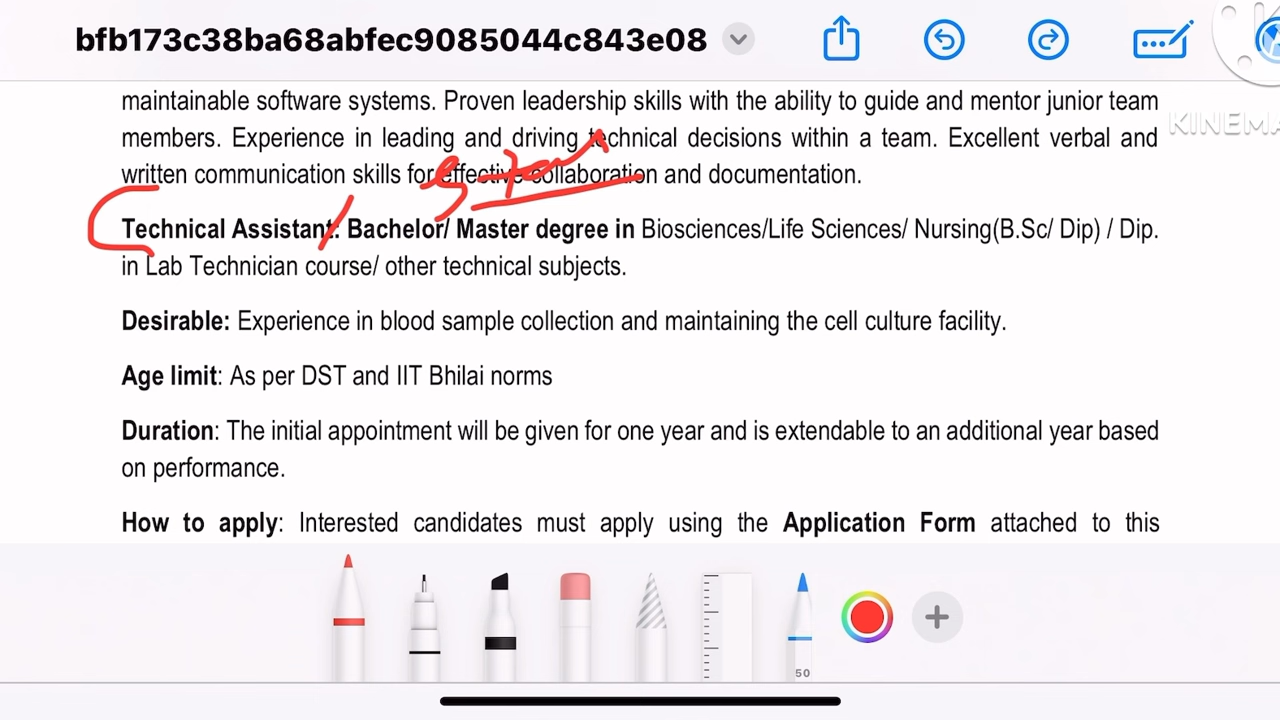 bfb173c38ba68abfec9085044c843e08
KINEMA
maintainable software systems. Proven leadership skills with the ability to guide and mentor junior team
members. Experience in leading and driving technical decisions within a team. Excellent verbal and
written communication skills for effective collaboration and documentation.
Technical Assistant: Bachelor/ Master degree in Biosciences/Life Sciences/ Nursing(B.Sc/ Dip) / Dip.
in Lab Technician course/ other technical subjects.
Desirable: Experience in blood sample collection and maintaining the cell culture facility.
Age limit: As per DST and IIT Bhilai norms
Duration: The initial appointment will be given for one year and is extendable to an additional year based
on performance.
How to apply: Interested candidates must apply using the Application Form attached to this
50